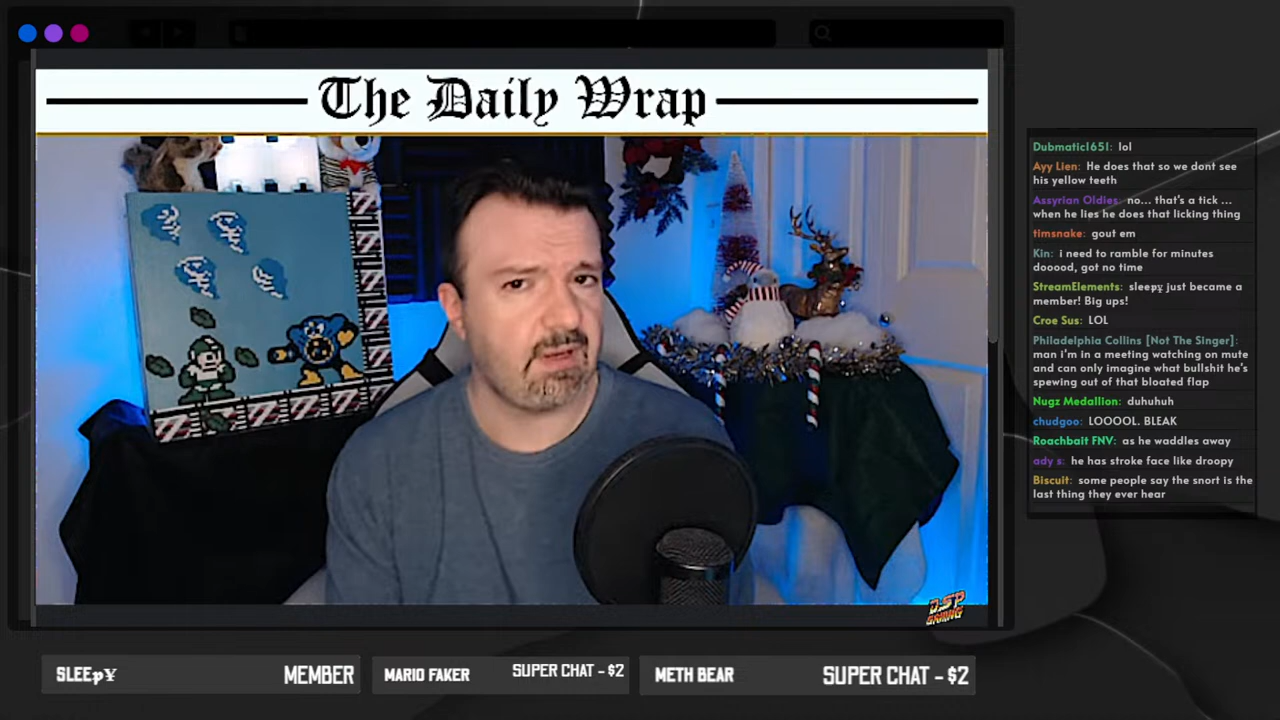 The Daily Wrap
Dubmatic1651: lol
Ayy Lien: He does that so we dont see
his yellow teeth
Assyrian Oldies: no... that's a tick ...
when he lies he does that licking thing
timsnake: gout em
Kin: i need to ramble for minutes
dooood, got no time
StreamElements: sleepұ just became a
member! Big ups!
Croe Sus: LOL
Philadelphia Collins [Not The Singer]:
man i'm in a meeting watching on mute
and can only imagine what bullshit he's
spewing out of that bloated flap
Nugz Medallion: duhuhuh
chudgoo: LOOOOL. BLEAK
Roachbait FNV: as he waddles away
ady s: he has stroke face like droopy
Biscuit: some people say the snort is the
last thing they ever hear
DSP
GAMING
SLEEp¥ MEMBER
MARIO FAKER SUPER CHAT - $2
METH BEAR SUPER CHAT - $2